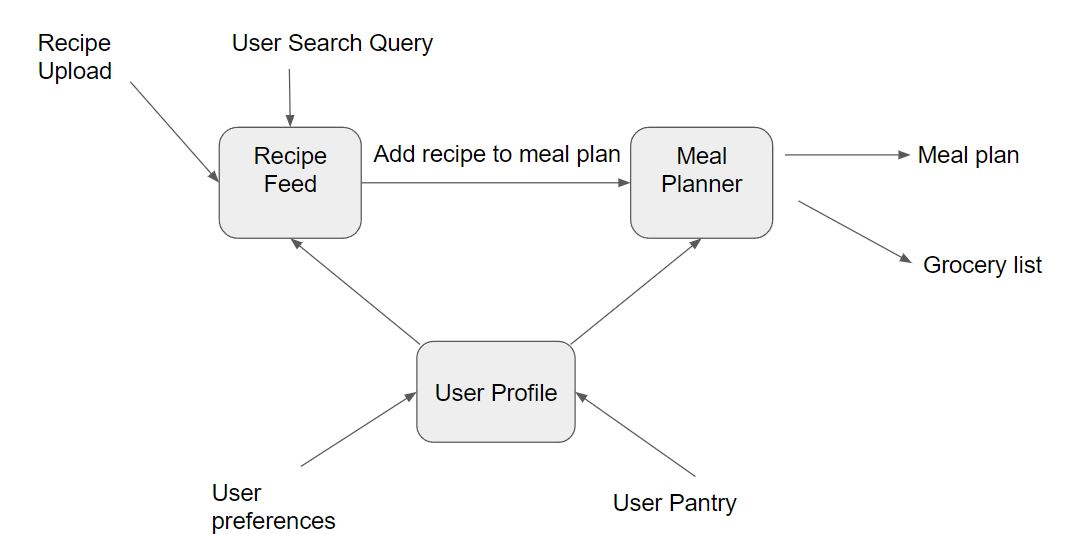 Recipe
Upload
User Search Query
Recipe
Feed
Add recipe to meal plan
Meal
Planner
Meal plan
Grocery list
User Profile
User
preferences
User Pantry